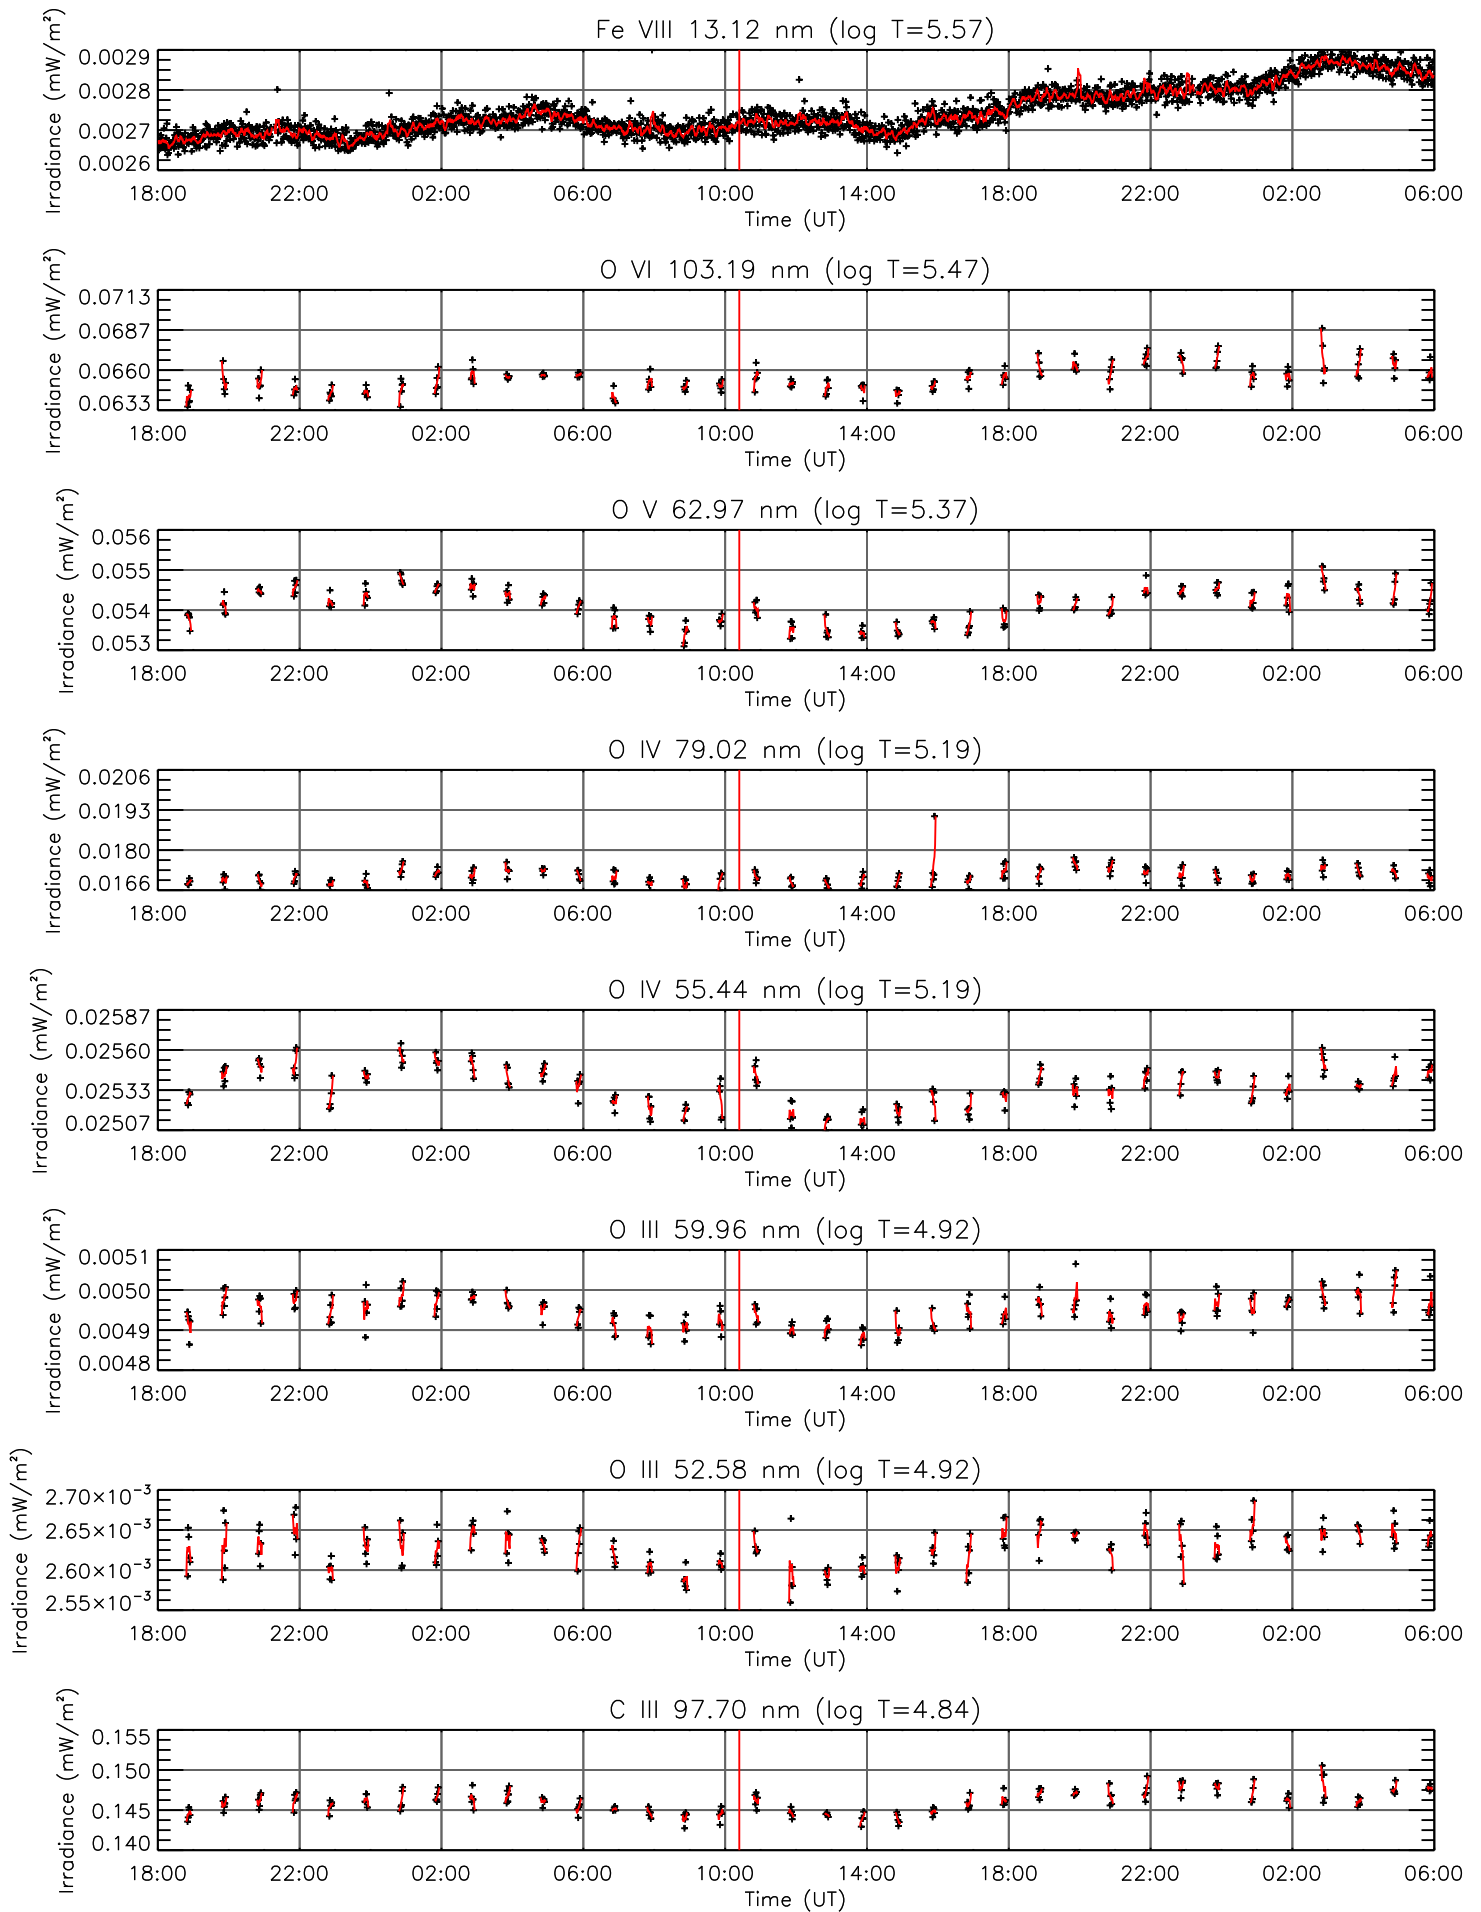 Fe VIII 13.12 nm (log T=5.57)
Irradiance (mW/m²)
0.0029
0.0028
0.0027
0.0026
18:00 22:00 02:00 06:00 10:00 14:00 18:00 22:00 02:00 06:00
Time (UT)
O VI 103.19 nm (log T=5.47)
Irradiance (mW/m²)
0.0713
0.0687
0.0660
0.0633
18:00 22:00 02:00 06:00 10:00 14:00 18:00 22:00 02:00 06:00
Time (UT)
O V 62.97 nm (log T=5.37)
Irradiance (mW/m²)
0.056
0.055
0.054
0.053
18:00 22:00 02:00 06:00 10:00 14:00 18:00 22:00 02:00 06:00
Time (UT)
O IV 79.02 nm (log T=5.19)
Irradiance (mW/m²)
0.0206
0.0193
0.0180
0.0166
18:00 22:00 02:00 06:00 10:00 14:00 18:00 22:00 02:00 06:00
Time (UT)
O IV 55.44 nm (log T=5.19)
Irradiance (mW/m²)
0.02587
0.02560
0.02533
0.02507
18:00 22:00 02:00 06:00 10:00 14:00 18:00 22:00 02:00 06:00
Time (UT)
O III 59.96 nm (log T=4.92)
Irradiance (mW/m²)
0.0051
0.0050
0.0049
0.0048
18:00 22:00 02:00 06:00 10:00 14:00 18:00 22:00 02:00 06:00
Time (UT)
O III 52.58 nm (log T=4.92)
Irradiance (mW/m²)
2.70×10⁻³
2.65×10⁻³
2.60×10⁻³
2.55×10⁻³
18:00 22:00 02:00 06:00 10:00 14:00 18:00 22:00 02:00 06:00
Time (UT)
C III 97.70 nm (log T=4.84)
Irradiance (mW/m²)
0.155
0.150
0.145
0.140
18:00 22:00 02:00 06:00 10:00 14:00 18:00 22:00 02:00 06:00
Time (UT)